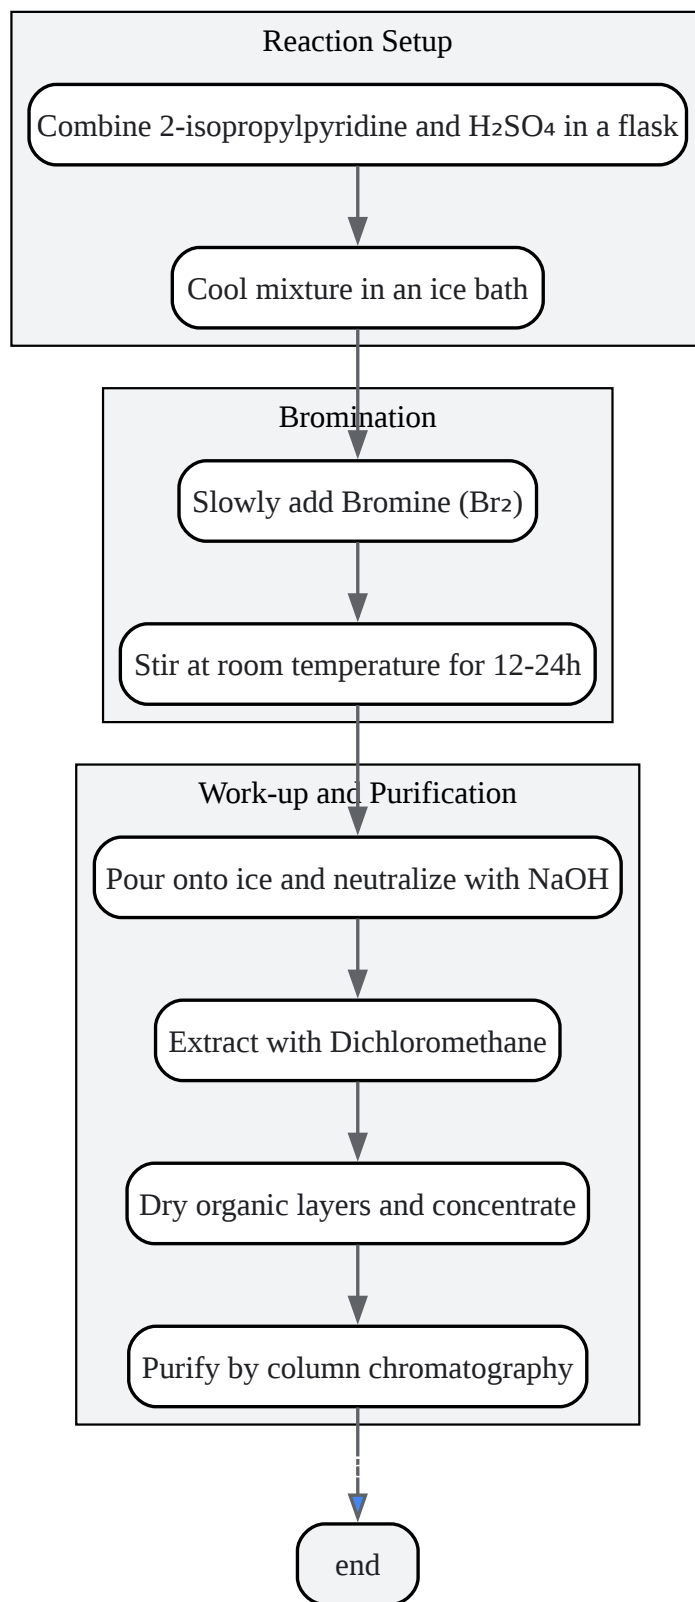 Reaction Setup
Combine 2-isopropylpyridine and H₂SO₄ in a flask
Cool mixture in an ice bath
Bromination
Slowly add Bromine (Br₂)
Stir at room temperature for 12-24h
Work-up and Purification
Pour onto ice and neutralize with NaOH
Extract with Dichloromethane
Dry organic layers and concentrate
Purify by column chromatography
end